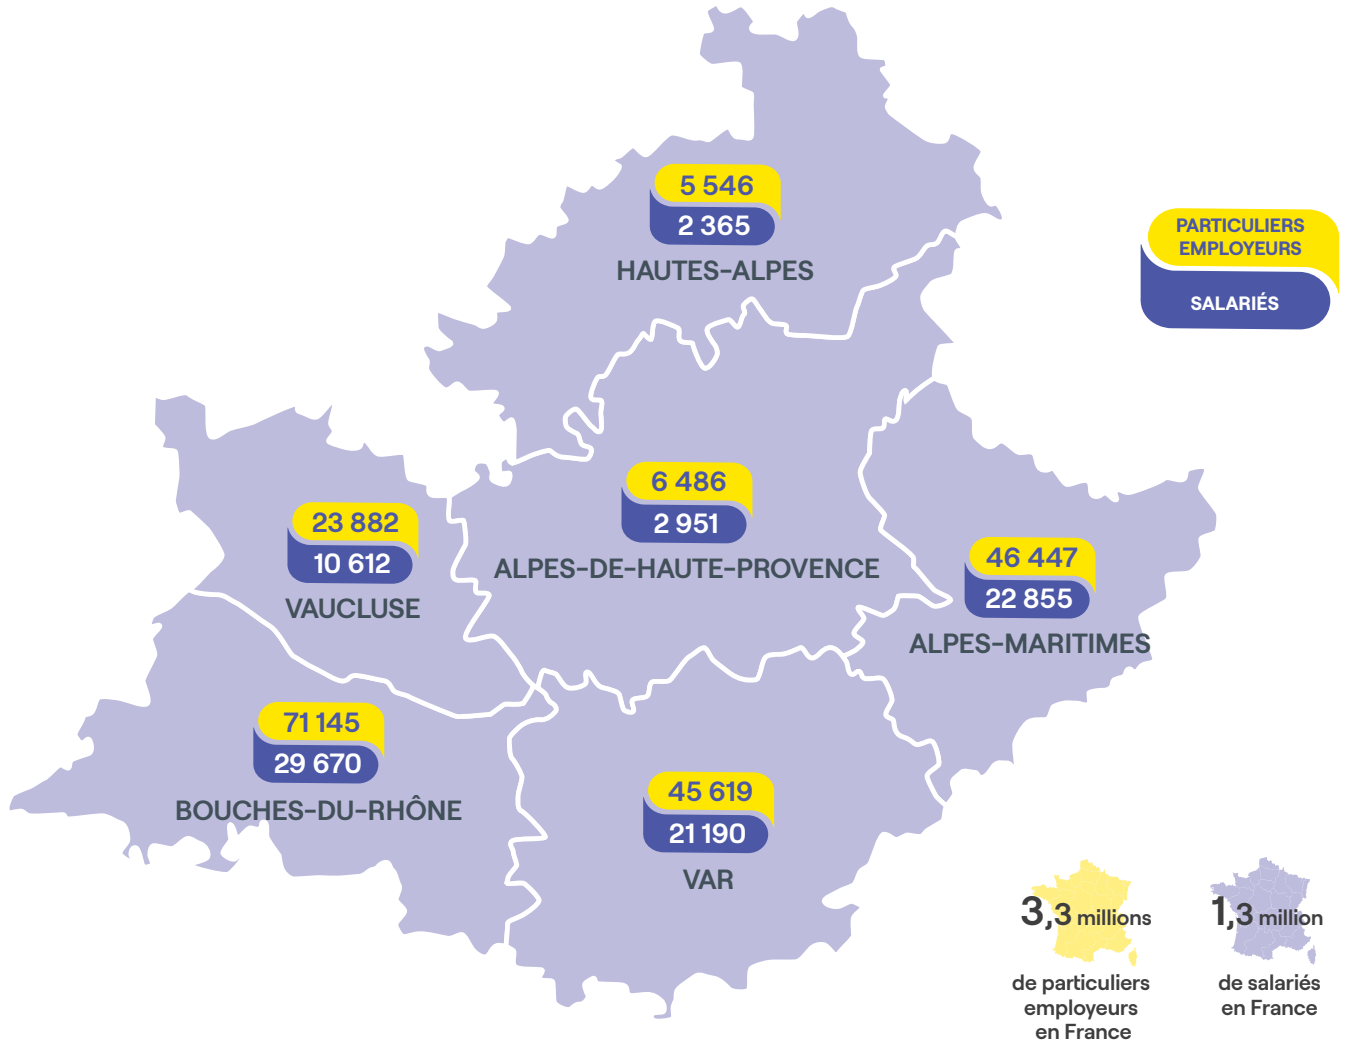 5 546
2 365
HAUTES-ALPES
PARTICULIERS
EMPLOYEURS
SALARIÉS
6 486
2 951
ALPES-DE-HAUTE-PROVENCE
23 882
10 612
VAUCLUSE
46 447
22 855
ALPES-MARITIMES
71 145
29 670
BOUCHES-DU-RHÔNE
45 619
21 190
VAR
3,3 millions
de particuliers
employeurs
en France
1,3 million
de salariés
en France